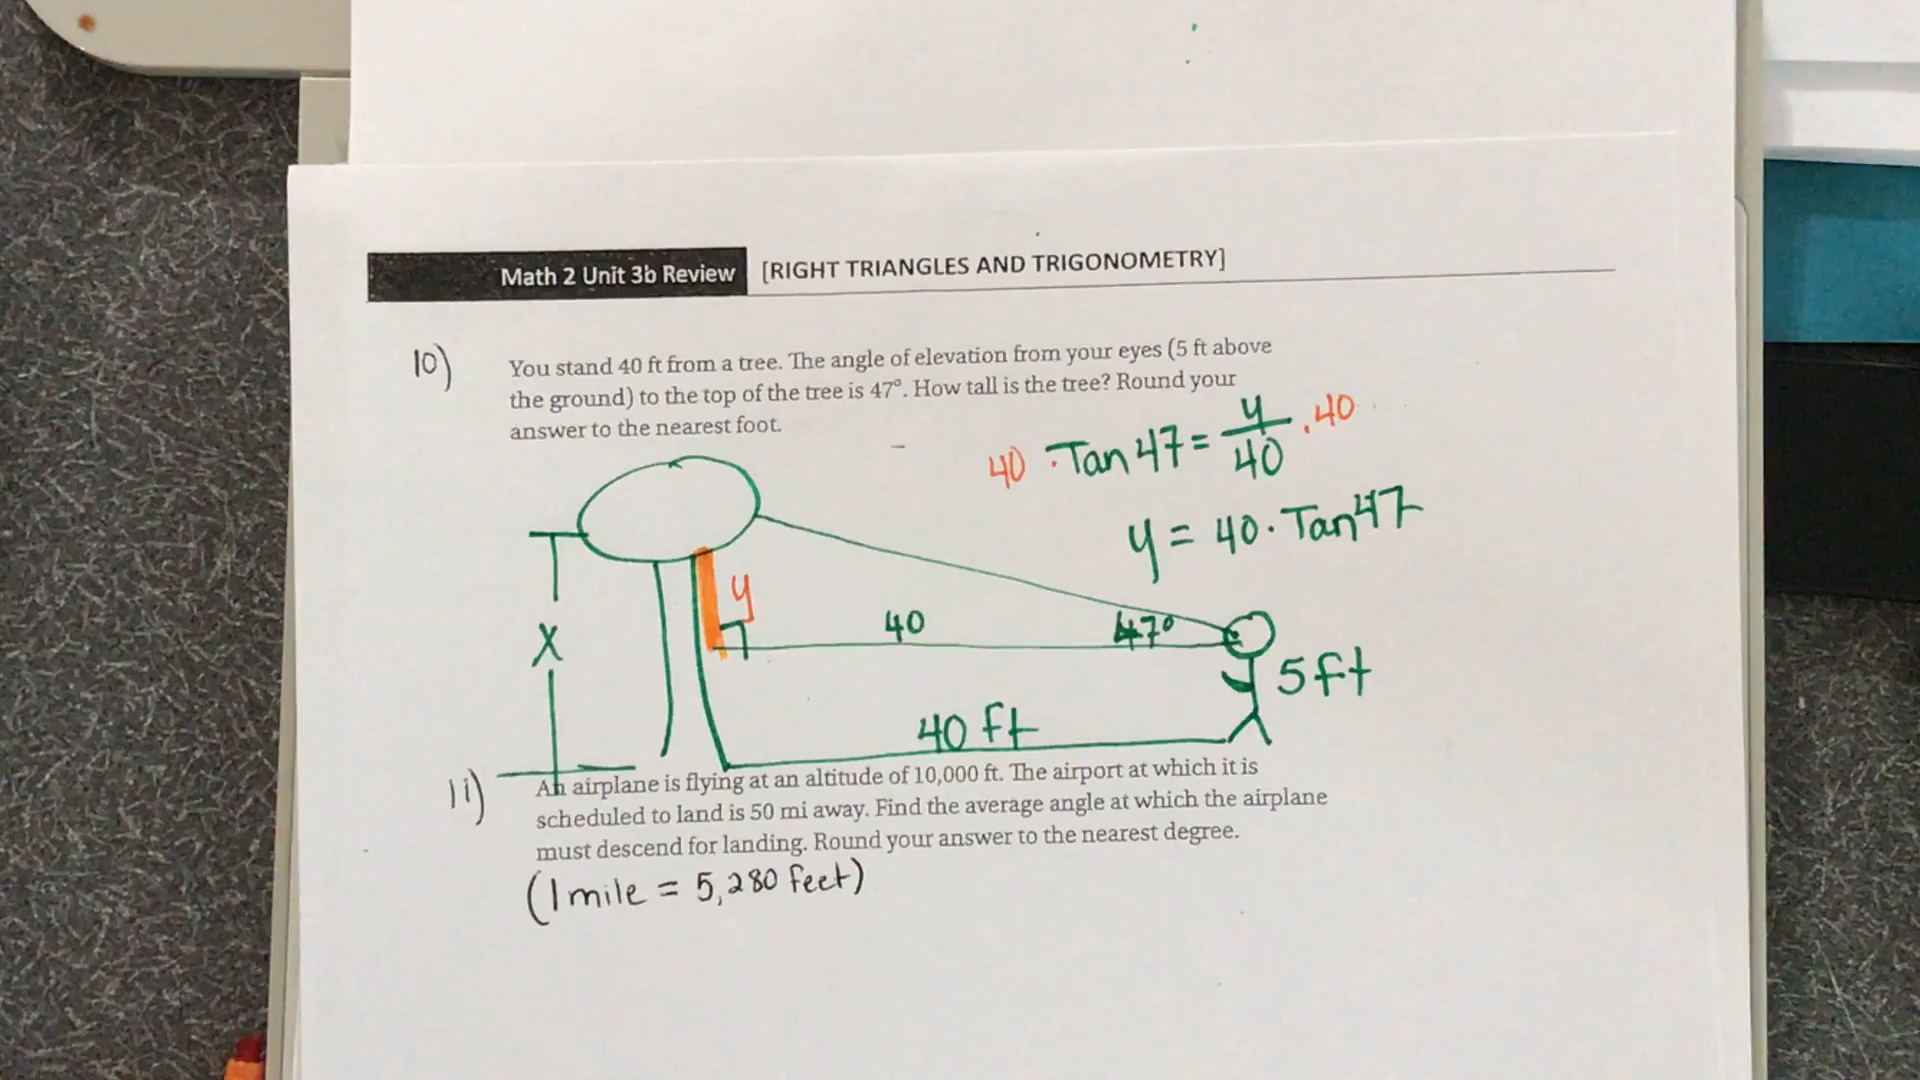 Math 2 Unit 3b Review [RIGHT TRIANGLES AND TRIGONOMETRY]
10) You stand 40 ft from a tree. The angle of elevation from your eyes (5 ft above
the ground) to the top of the tree is 47°. How tall is the tree? Round your
answer to the nearest foot.
40 · Tan 47 = y/40 · 40
y = 40 · Tan 47
y
X
40
47°
5ft
40 ft
11) An airplane is flying at an altitude of 10,000 ft. The airport at which it is
scheduled to land is 50 mi away. Find the average angle at which the airplane
must descend for landing. Round your answer to the nearest degree.
(1 mile = 5,280 feet)